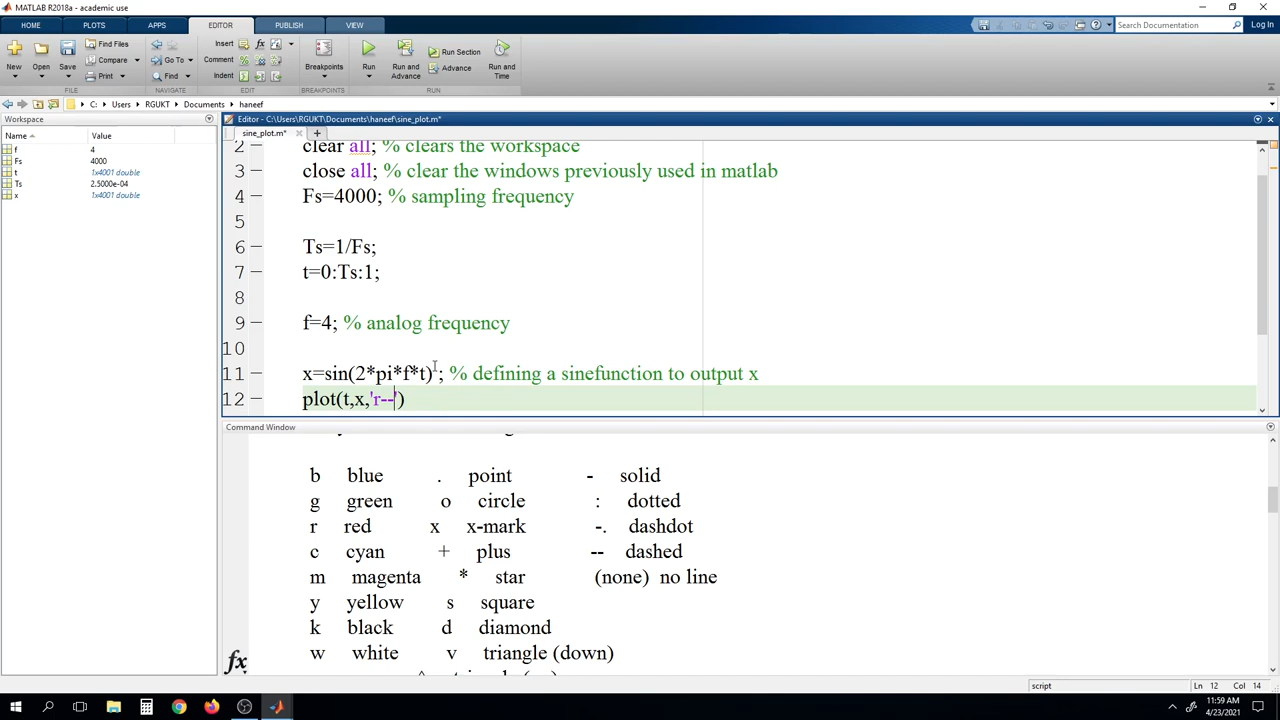 MATLAB R2018a - academic use
HOME PLOTS APPS EDITOR PUBLISH VIEW Search Documentation Log In
New Open Save Find Files Compare Print Go To Find Insert Comment Indent fx Breakpoints Run Run and Advance Run Section Advance Run and Time
FILE NAVIGATE EDIT BREAKPOINTS RUN
C: Users RGUKT Documents haneef
Workspace
Name Value
f 4
Fs 4000
t 1x4001 double
Ts 2.5000e-04
x 1x4001 double
Editor - C:\Users\RGUKT\Documents\haneef\sine_plot.m*
sine_plot.m*
2 clear all; % clears the workspace
3 close all; % clear the windows previously used in matlab
4 Fs=4000; % sampling frequency
5
6 Ts=1/Fs;
7 t=0:Ts:1;
8
9 f=4; % analog frequency
10
11 x=sin(2*pi*f*t) ; % defining a sinefunction to output x
12 plot(t,x,'r--')
Command Window
b blue . point - solid
g green o circle : dotted
r red x x-mark -. dashdot
c cyan + plus -- dashed
m magenta * star (none) no line
y yellow s square
k black d diamond
w white v triangle (down)
fx
script Ln 12 Col 14
11:59 AM
4/23/2021